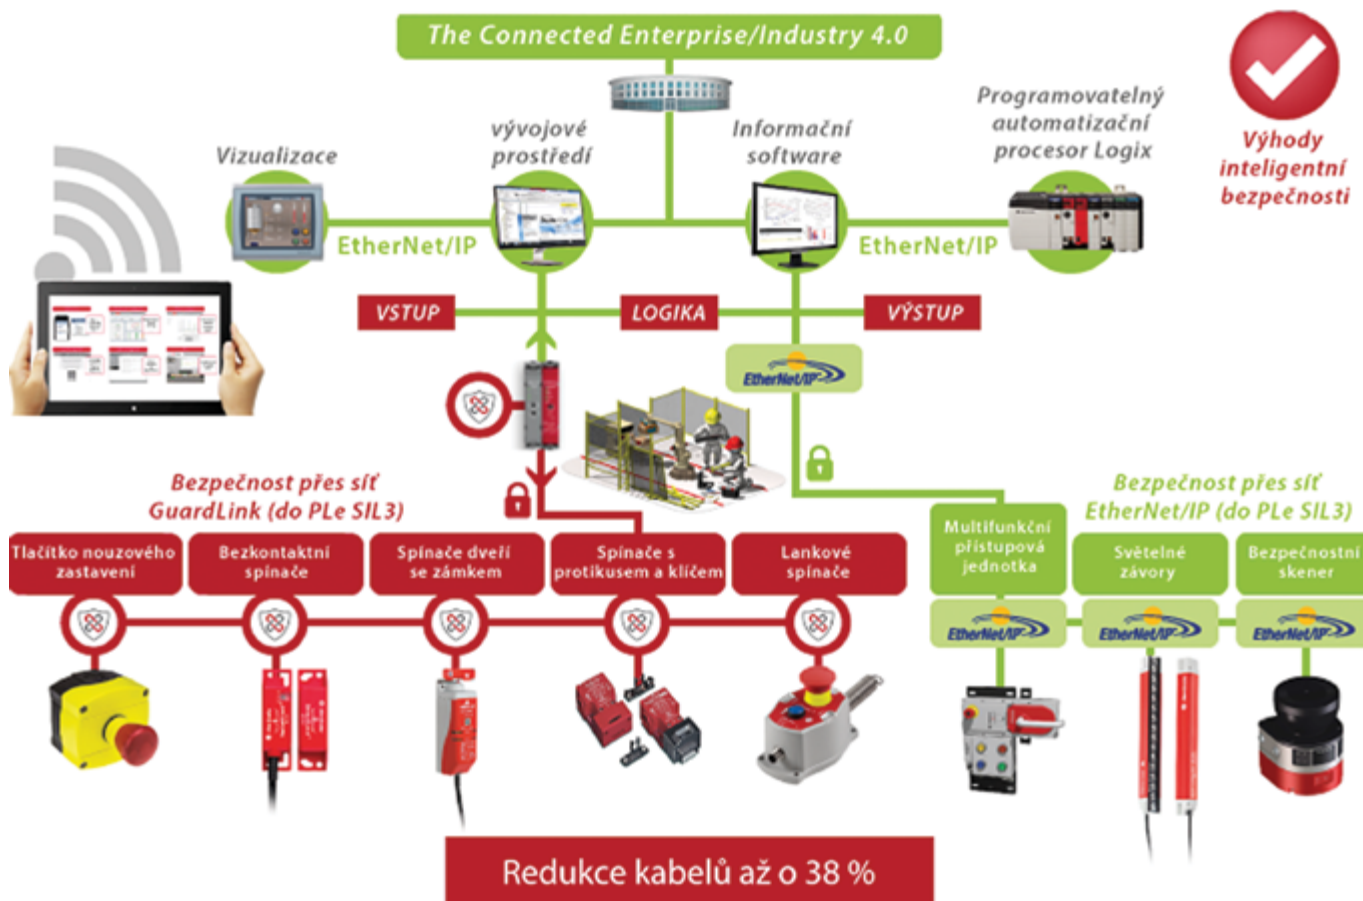 The Connected Enterprise/Industry 4.0
Vizualizace
vývojové
prostředí
Informační
software
Programovatelný
automatizační
procesor Logix
Výhody
inteligentní
bezpečnosti
EtherNet/IP
EtherNet/IP
VSTUP
LOGIKA
VÝSTUP
EtherNet/IP
Bezpečnost přes síť
GuardLink (do PLe SIL3)
Bezpečnost přes síť
EtherNet/IP (do PLe SIL3)
Tlačítko nouzového
zastavení
Bezkontaktní
spínače
Spínače dveří
se zámkem
Spínače s
protikusem a klíčem
Lankové
spínače
Multifunkční
přístupová
jednotka
Světelné
závory
Bezpečnostní
skener
EtherNet/IP
EtherNet/IP
EtherNet/IP
Redukce kabelů až o 38 %